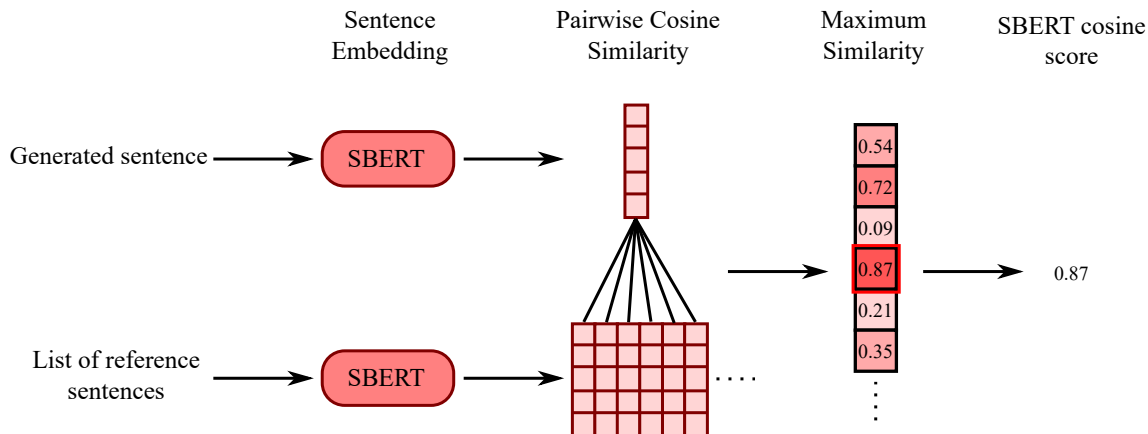 Sentence
Embedding
Pairwise Cosine
Similarity
Maximum
Similarity
SBERT cosine
score
Generated sentence
SBERT
0.54
0.72
0.09
0.87
0.21
0.35
0.87
List of reference
sentences
SBERT